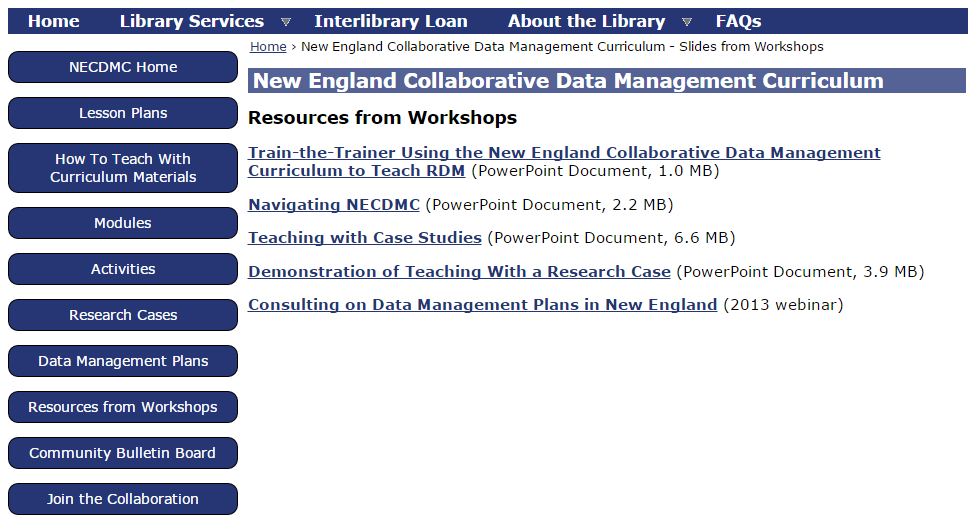 Home Library Services Interlibrary Loan About the Library FAQs
Home › New England Collaborative Data Management Curriculum - Slides from Workshops
NECDMC Home
Lesson Plans
How To Teach With
Curriculum Materials
Modules
Activities
Research Cases
Data Management Plans
Resources from Workshops
Community Bulletin Board
Join the Collaboration
New England Collaborative Data Management Curriculum
Resources from Workshops
Train-the-Trainer Using the New England Collaborative Data Management
Curriculum to Teach RDM (PowerPoint Document, 1.0 MB)
Navigating NECDMC (PowerPoint Document, 2.2 MB)
Teaching with Case Studies (PowerPoint Document, 6.6 MB)
Demonstration of Teaching With a Research Case (PowerPoint Document, 3.9 MB)
Consulting on Data Management Plans in New England (2013 webinar)